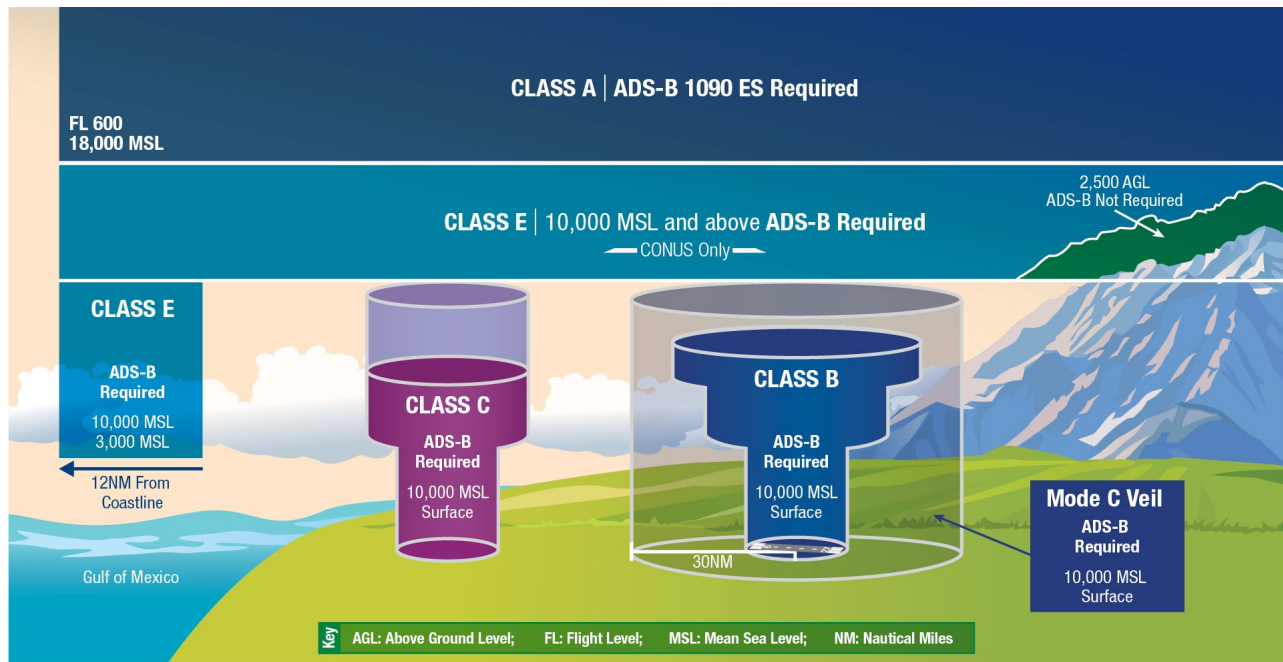 CLASS A | ADS-B 1090 ES Required
FL 600
18,000 MSL
2,500 AGL
ADS-B Not Required
CLASS E | 10,000 MSL and above ADS-B Required
CONUS Only
CLASS E
ADS-B
Required
10,000 MSL
3,000 MSL
12NM From
Coastline
Gulf of Mexico
CLASS C
ADS-B
Required
10,000 MSL
Surface
CLASS B
ADS-B
Required
10,000 MSL
Surface
30NM
Mode C Veil
ADS-B
Required
10,000 MSL
Surface
Key
AGL: Above Ground Level; FL: Flight Level; MSL: Mean Sea Level; NM: Nautical Miles